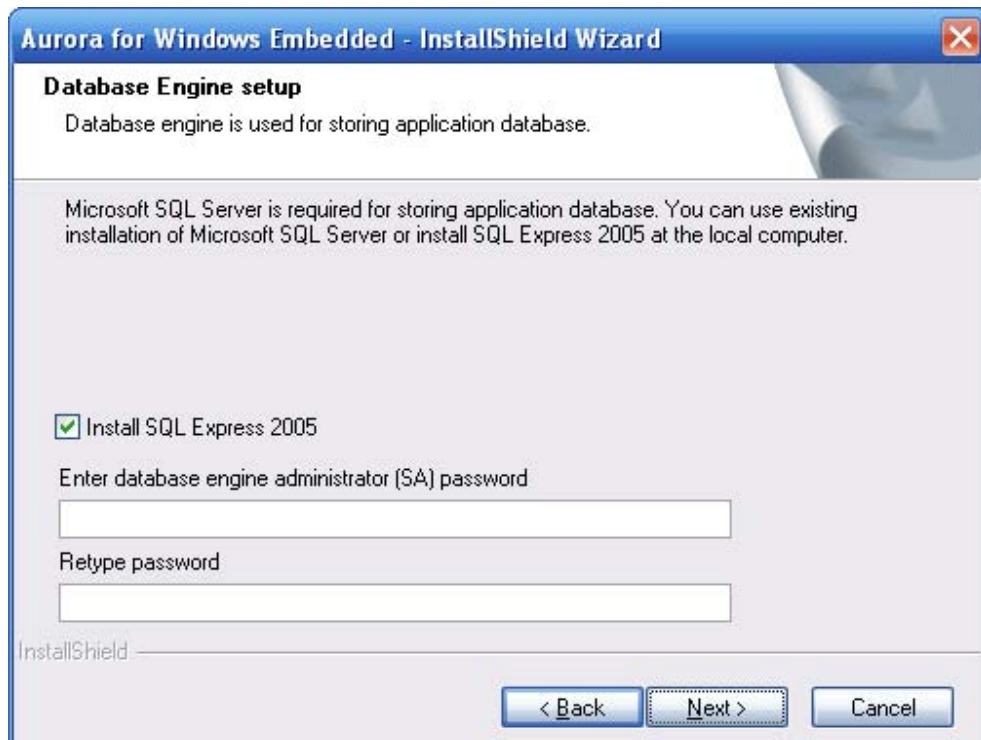 Aurora for Windows Embedded - InstallShield Wizard
Database Engine setup
Database engine is used for storing application database.
Microsoft SQL Server is required for storing application database. You can use existing
installation of Microsoft SQL Server or install SQL Express 2005 at the local computer.
Install SQL Express 2005
Enter database engine administrator (SA) password
Retype password
InstallShield
< Back
Next >
Cancel